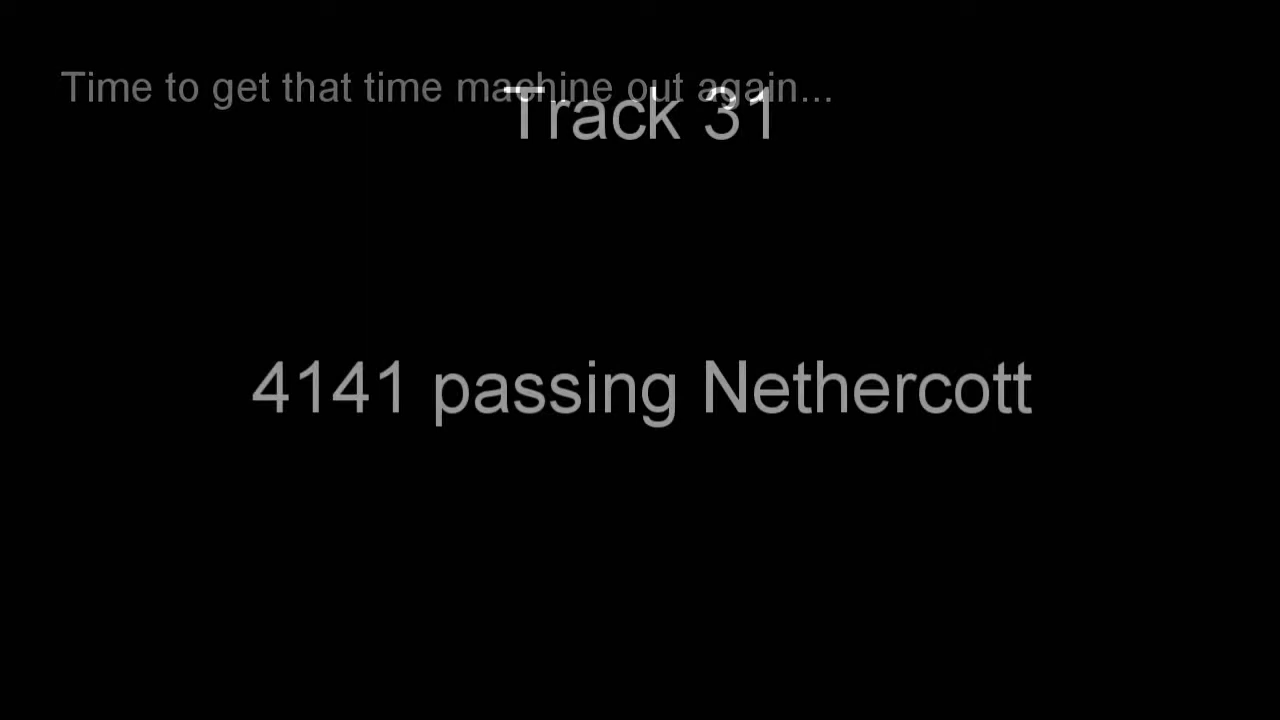 Time to get that time machine out again...
Track 31
4141 passing Nethercott